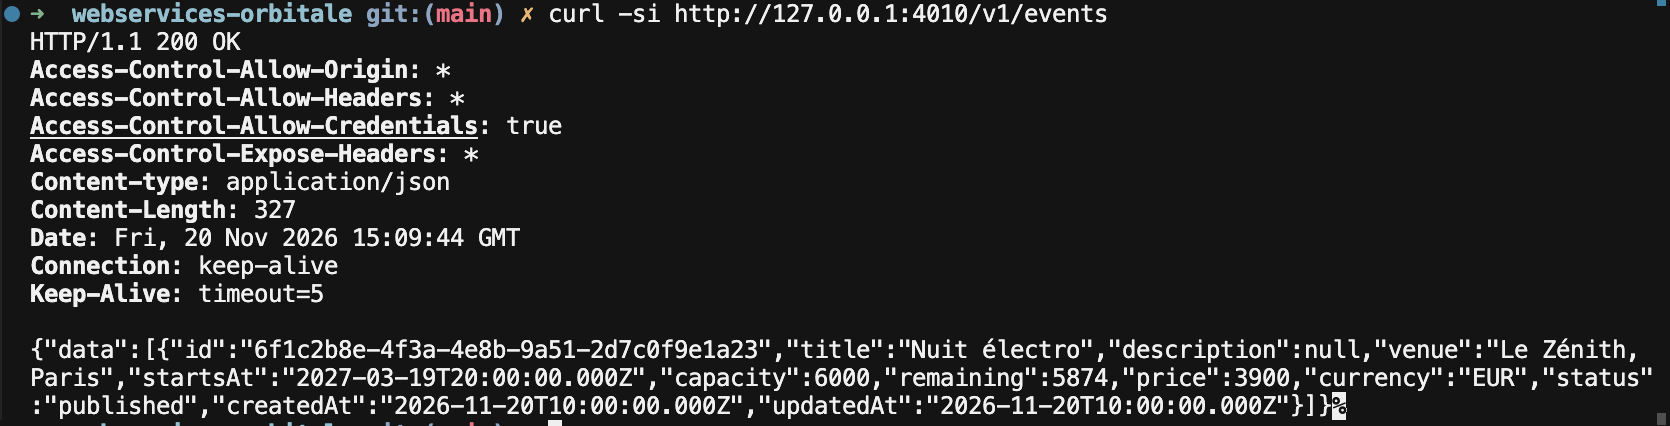 ➜ webservices-orbitale git:(main) ✗ curl -si http://127.0.0.1:4010/v1/events
HTTP/1.1 200 OK
Access-Control-Allow-Origin: *
Access-Control-Allow-Headers: *
Access-Control-Allow-Credentials: true
Access-Control-Expose-Headers: *
Content-type: application/json
Content-Length: 327
Date: Fri, 20 Nov 2026 15:09:44 GMT
Connection: keep-alive
Keep-Alive: timeout=5
{"data":[{"id":"6f1c2b8e-4f3a-4e8b-9a51-2d7c0f9e1a23","title":"Nuit électro","description":null,"venue":"Le Zénith,
Paris","startsAt":"2027-03-19T20:00:00.000Z","capacity":6000,"remaining":5874,"price":3900,"currency":"EUR","status"
:"published","createdAt":"2026-11-20T10:00:00.000Z","updatedAt":"2026-11-20T10:00:00.000Z"}]}%